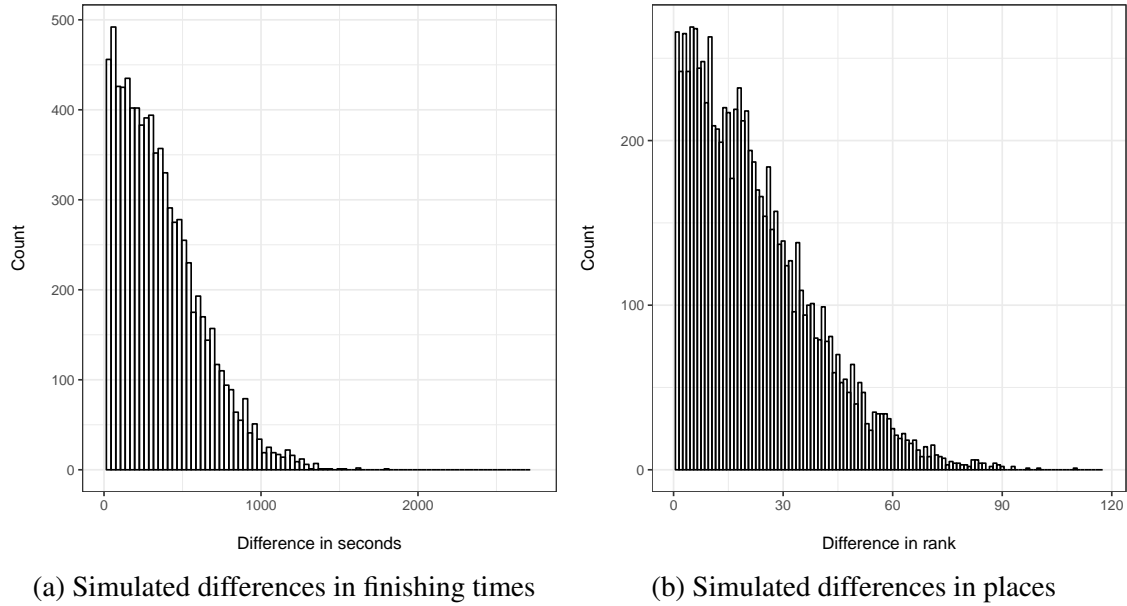 500
400
300
200
100
0
Count
0 1000 2000
Difference in seconds
(a) Simulated differences in finishing times
200
100
0
Count
0 30 60 90 120
Difference in rank
(b) Simulated differences in places